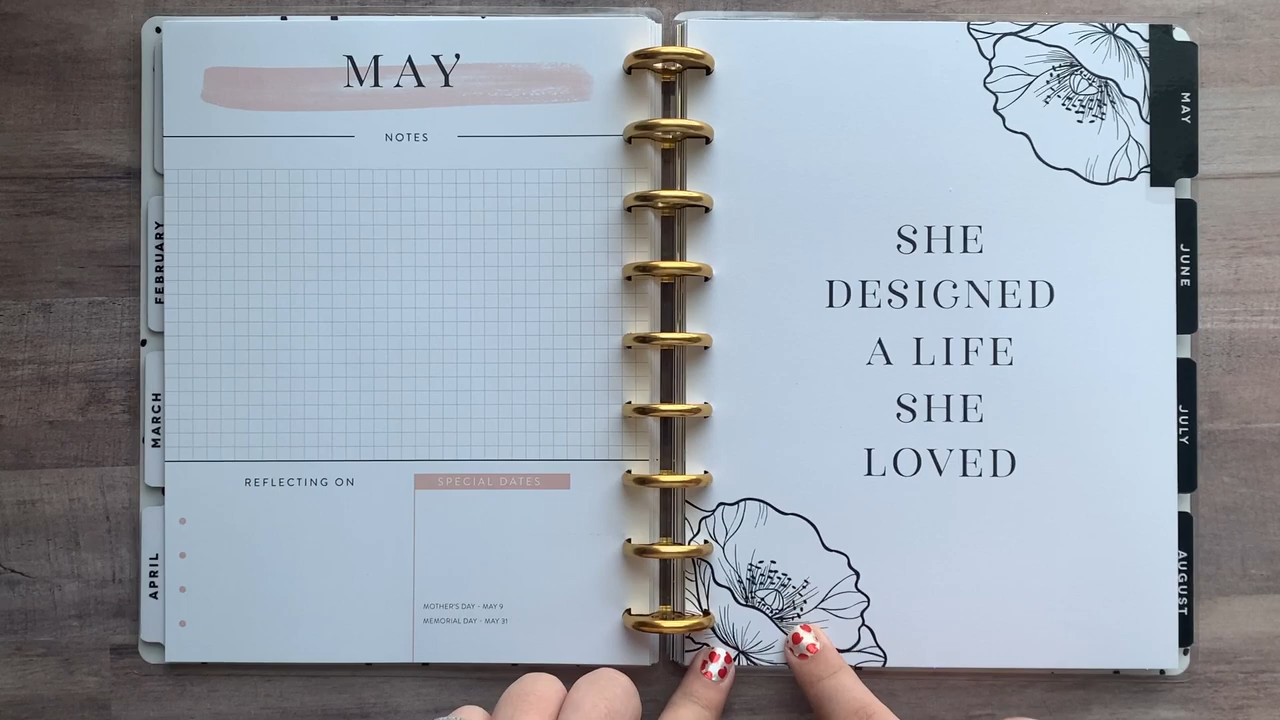 MAY
NOTES
REFLECTING ON
SPECIAL DATES
MOTHER'S DAY - MAY 9
MEMORIAL DAY - MAY 31
FEBRUARY
MARCH
APRIL
SHE
DESIGNED
A LIFE
SHE
LOVED
MAY
JUNE
JULY
AUGUST